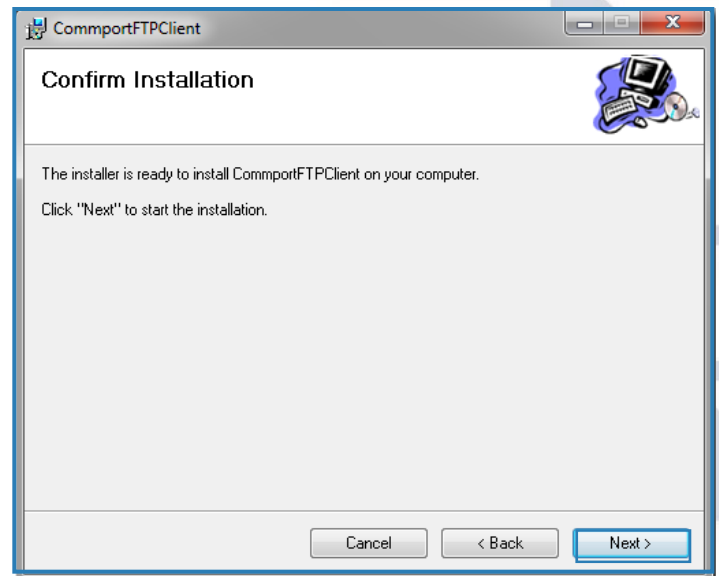 CommportFTPClient
Confirm Installation
The installer is ready to install CommportFTPClient on your computer.
Click "Next" to start the installation.
Cancel
< Back
Next >